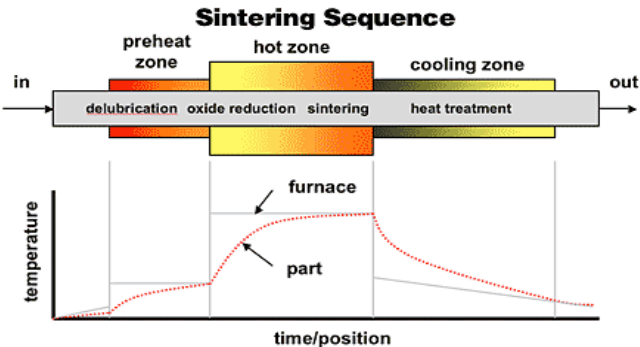 Sintering Sequence
preheat
zone
hot zone
cooling zone
in
out
delubrication oxide reduction sintering heat treatment
furnace
part
temperature
time/position